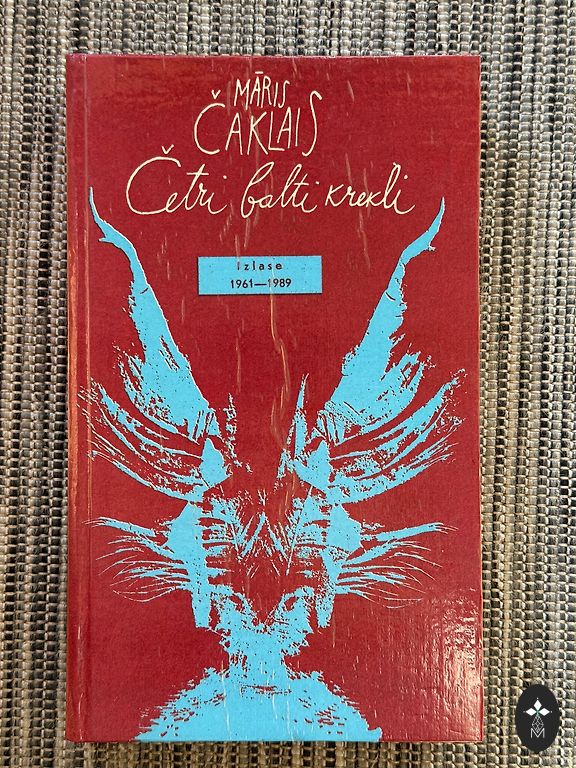 MĀRIS
ČAKLAIS
Četri balti krekli
Izlase
1961—1989